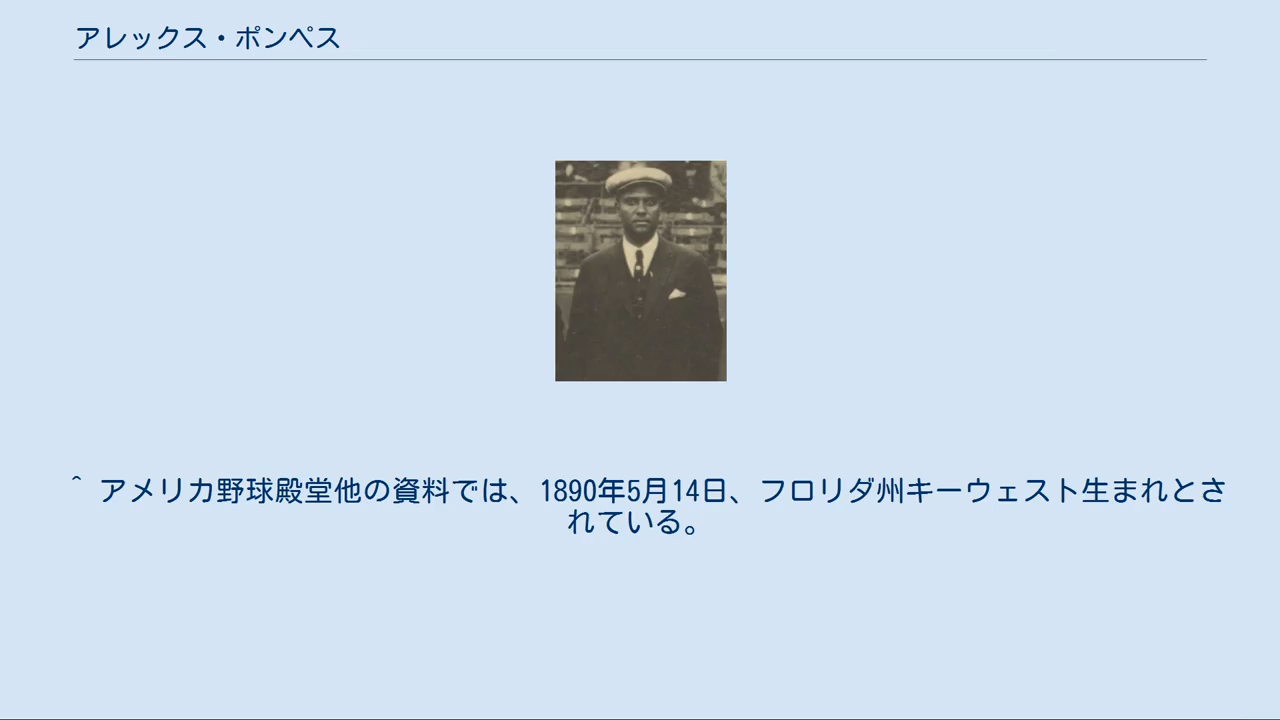 アレックス・ポンペス
^ アメリカ野球殿堂他の資料では、1890年5月14日、フロリダ州キーウェスト生まれとさ
れている。